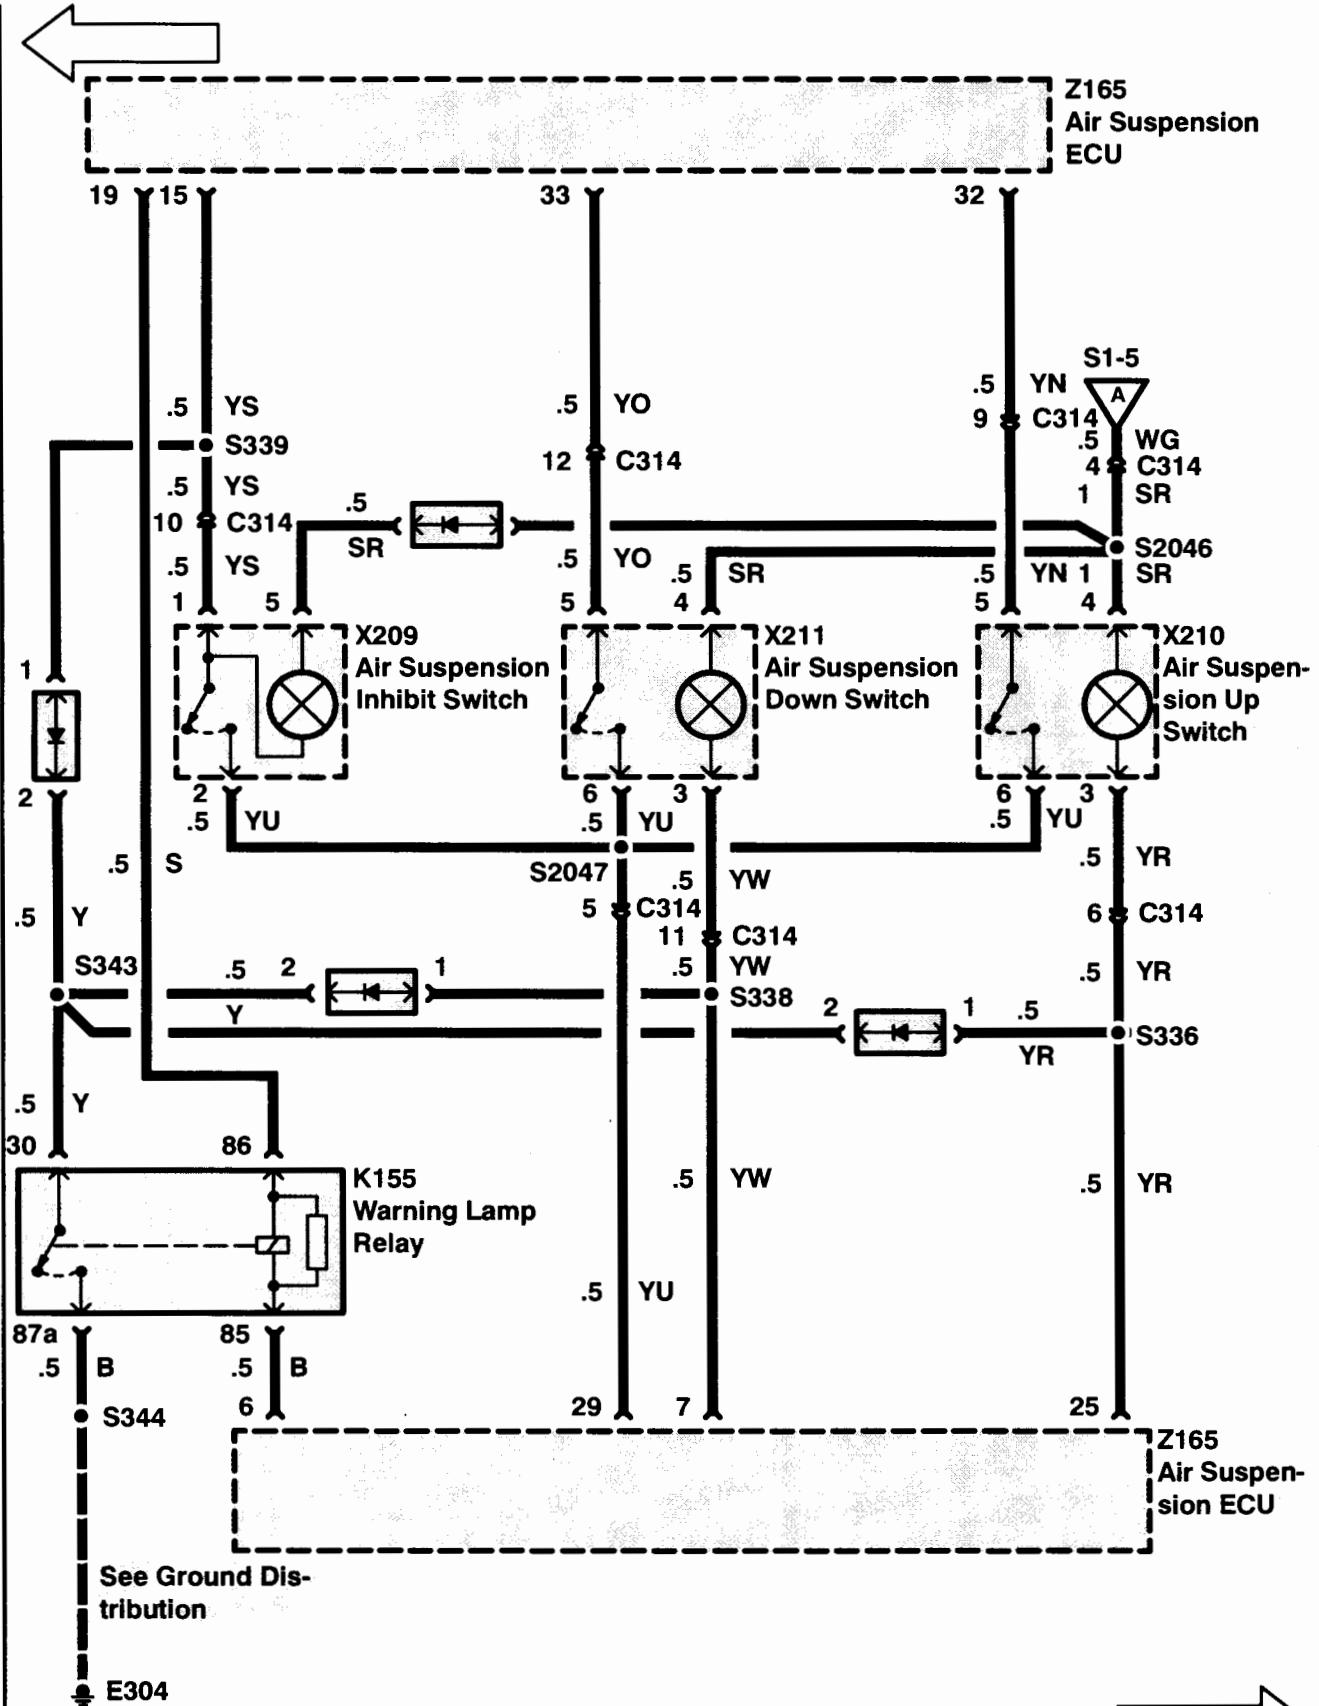 Z165
Air Suspension
ECU
19 15 33 32
S1-5
A
.5 YS
.5 YO
.5 YN
9 C314
.5 WG
S339
4 C314
.5 YS
12 C314
1 SR
10 C314
.5
SR
.5 YS
.5 YO
.5 SR
.5 YN
S2046
1 SR
1 5 5 4 5 4
X209
Air Suspension
Inhibit Switch
X211
Air Suspension
Down Switch
X210
Air Suspen-
sion Up
Switch
1
2
2 6 3 6 3
.5 YU
.5 YU
.5 YU
.5 S
S2047
.5 YW
.5 YR
5 C314
6 C314
.5 Y
11 C314
S343
.5 2 1
.5 YW
.5 YR
S338
Y
2 1 .5
S336
YR
.5 Y
30 86
K155
Warning Lamp
Relay
.5 YW
.5 YR
.5 YU
87a 85
.5 B
.5 B
S344
6 29 7 25
Z165
Air Suspen-
sion ECU
See Ground Dis-
tribution
E304